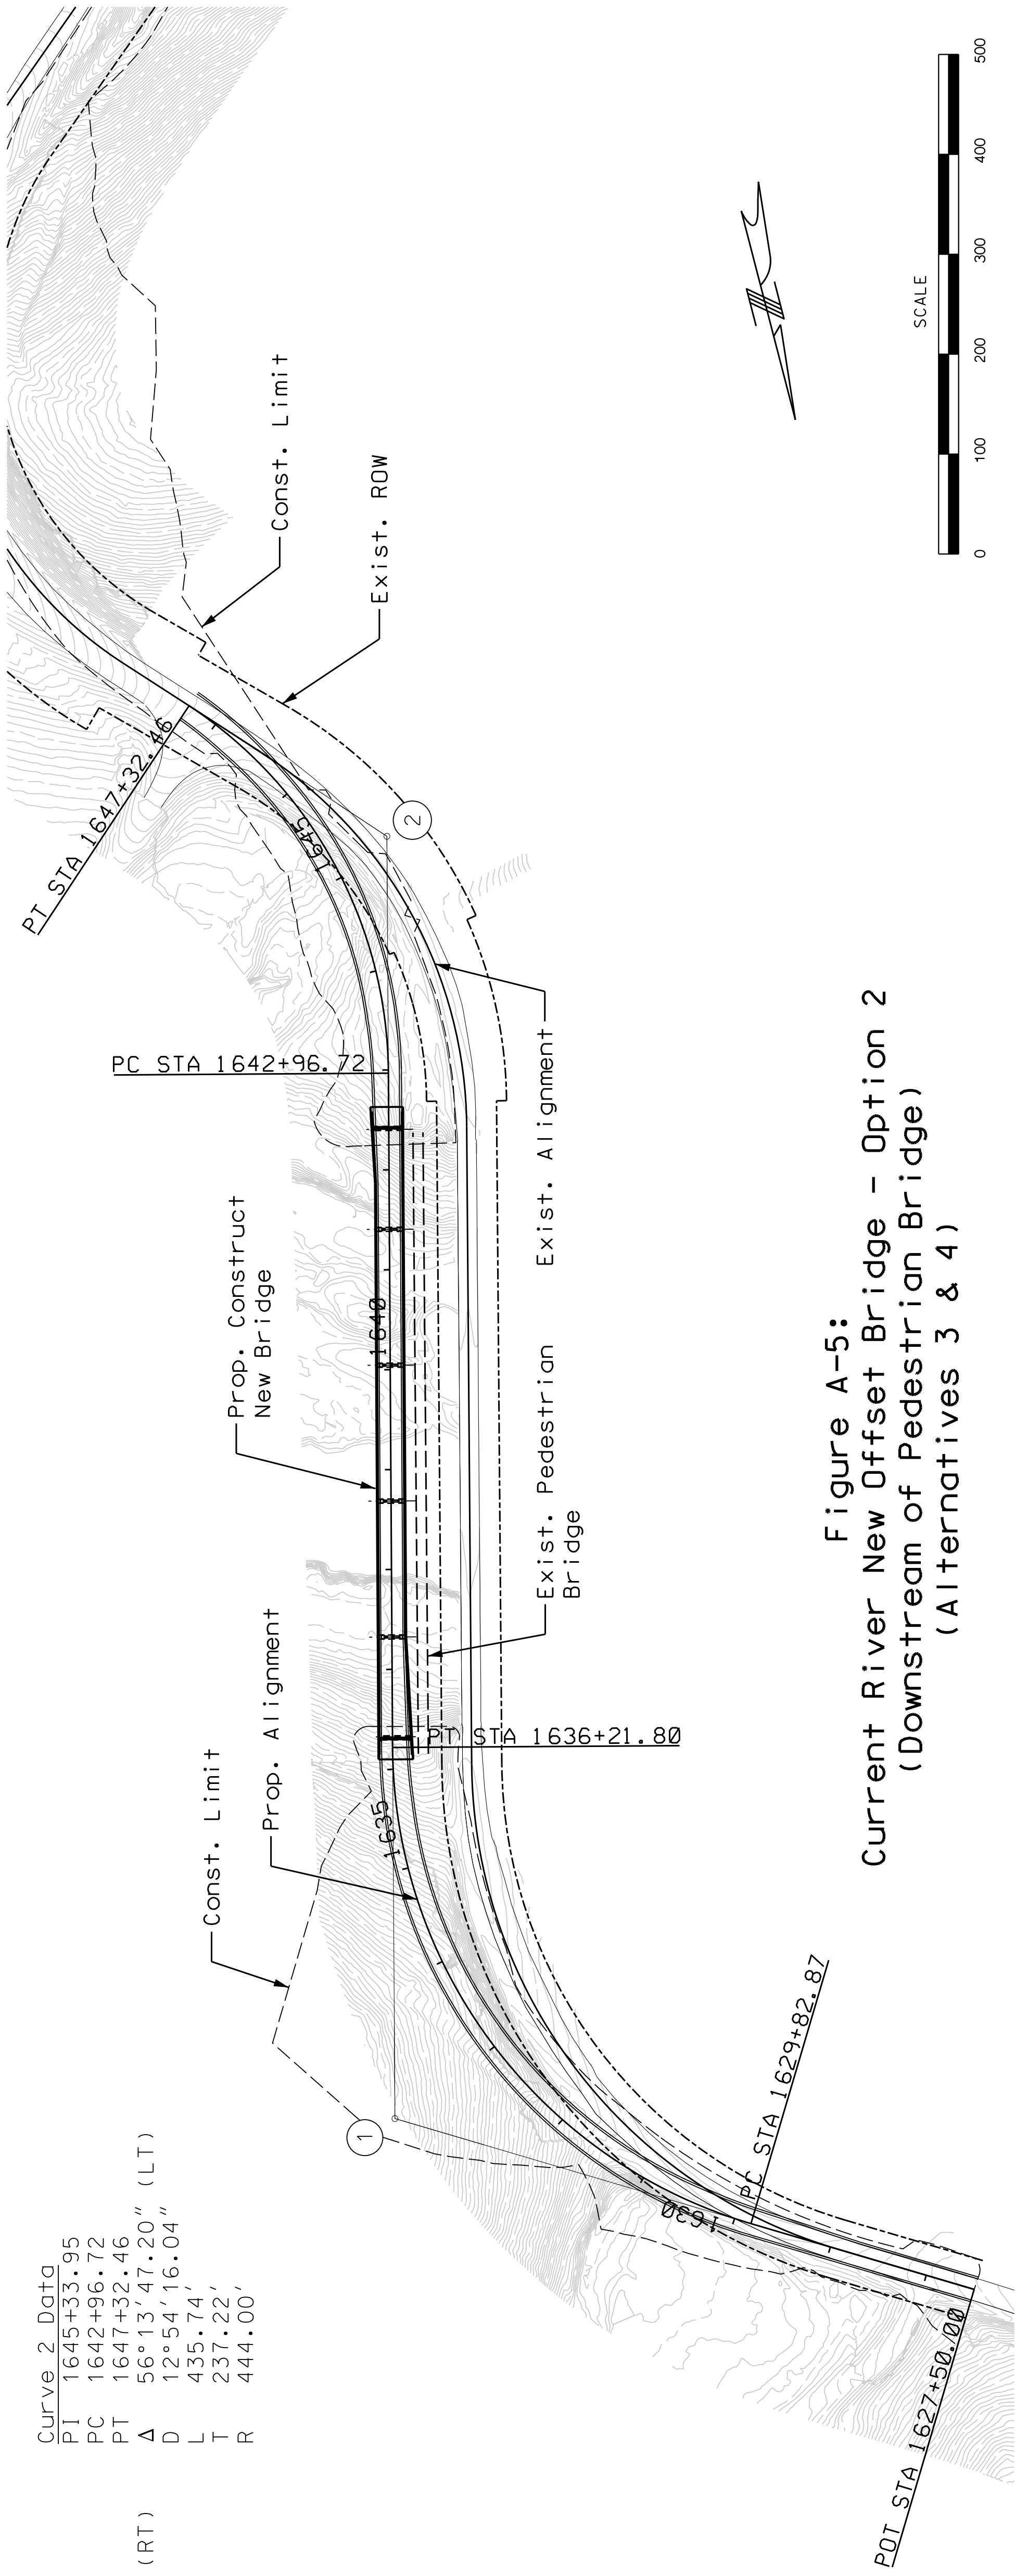 Curve 2 Data
PI 1645+33.95
PC 1642+96.72
PT 1647+32.46
(RT) Δ 56°13'47.20" (LT)
D 12°54'16.04"
L 435.74'
T 237.22'
R 444.00'
PT STA 1647+32.46
PC STA 1642+96.72
PT STA 1636+21.80
PC STA 1629+82.87
POT STA 1627+50.00
1630
1635
1640
1645
1
2
Const. Limit
Prop. Alignment
Prop. Construct
New Bridge
Const. Limit
Exist. ROW
Exist. Pedestrian
Bridge
Exist. Alignment
SCALE
0 100 200 300 400 500
Figure A-5:
Current River New Offset Bridge - Option 2
(Downstream of Pedestrian Bridge)
(Alternatives 3 & 4)